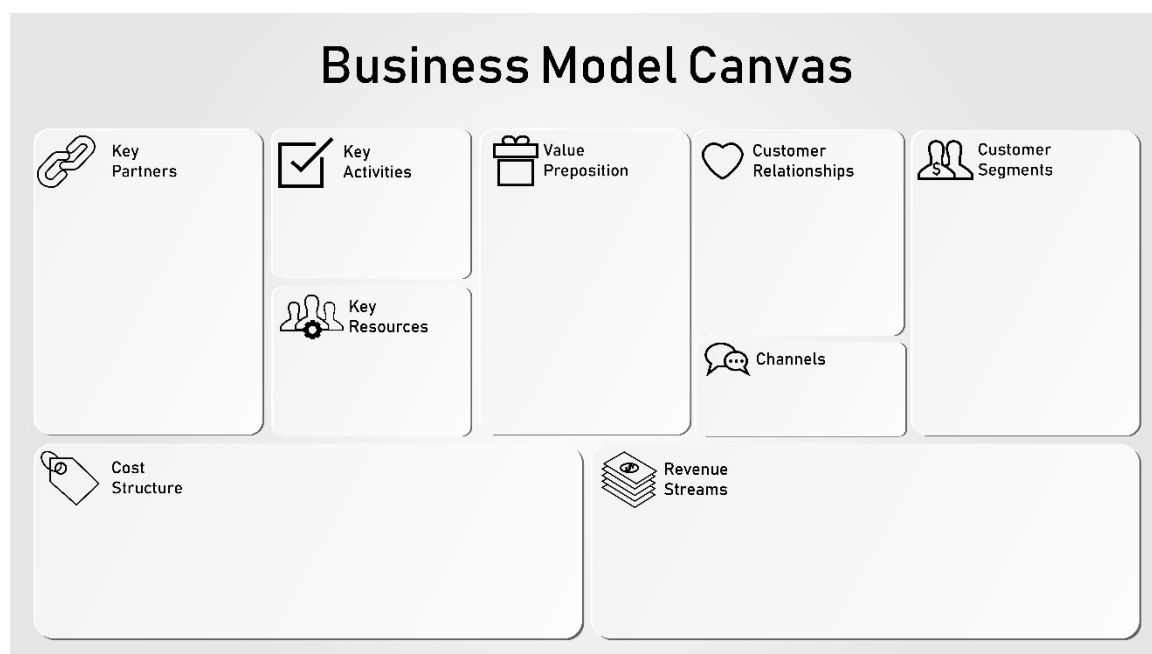 Business Model Canvas
Key
Partners
Key
Activities
Key
Resources
Value
Preposition
Customer
Relationships
Channels
Customer
Segments
Cost
Structure
Revenue
Streams